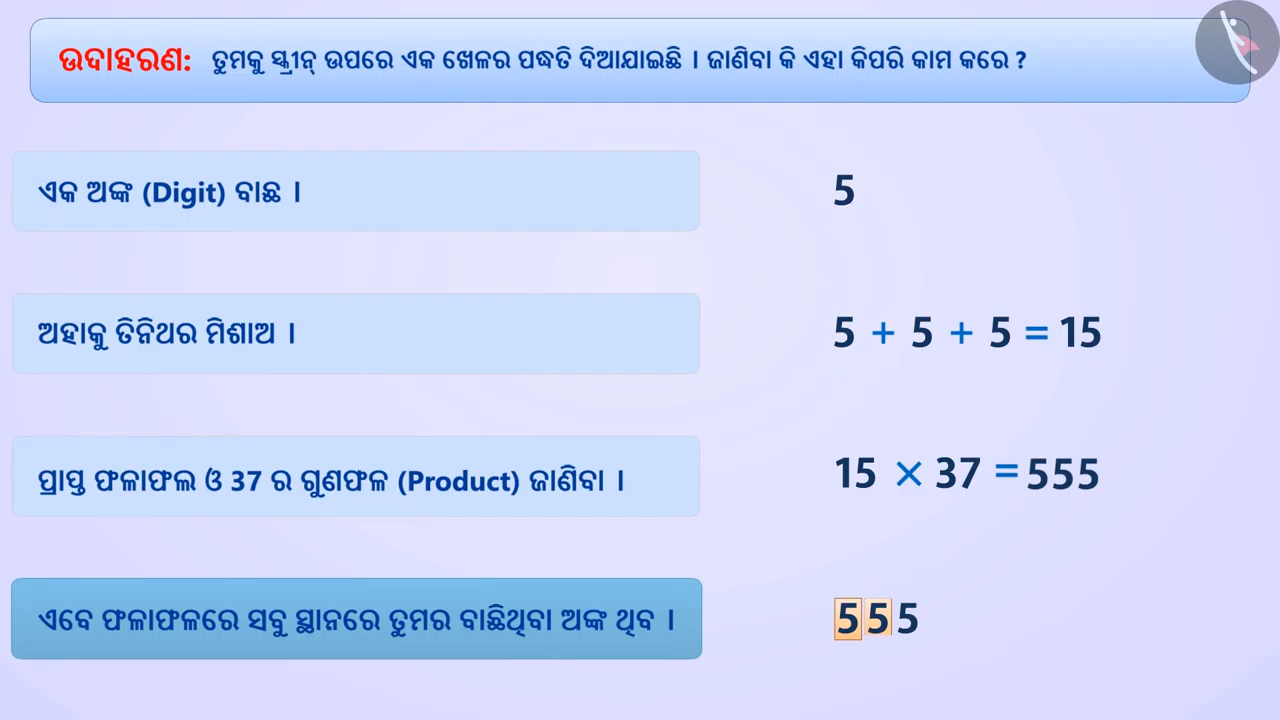 ଉଦାହରଣ: ତୁମକୁ ସ୍କ୍ରୀନ୍ ଉପରେ ଏକ ଖେଳର ପଦ୍ଧତି ଦିଆଯାଇଛି । ଜାଣିବା କି ଏହା କିପରି କାମ କରେ ?
ଏକ ଅଙ୍କ (Digit) ବାଛ ।
5
ଅହାକୁ ତିନିଥର ମିଶାଅ ।
5 + 5 + 5 = 15
ପ୍ରାପ୍ତ ଫଳାଫଲ ଓ 37 ର ଗୁଣଫଳ (Product) ଜାଣିବା ।
15 × 37 = 555
ଏବେ ଫଳାଫଳରେ ସବୁ ସ୍ଥାନରେ ତୁମର ବାଛିଥିବା ଅଙ୍କ ଥିବ ।
555